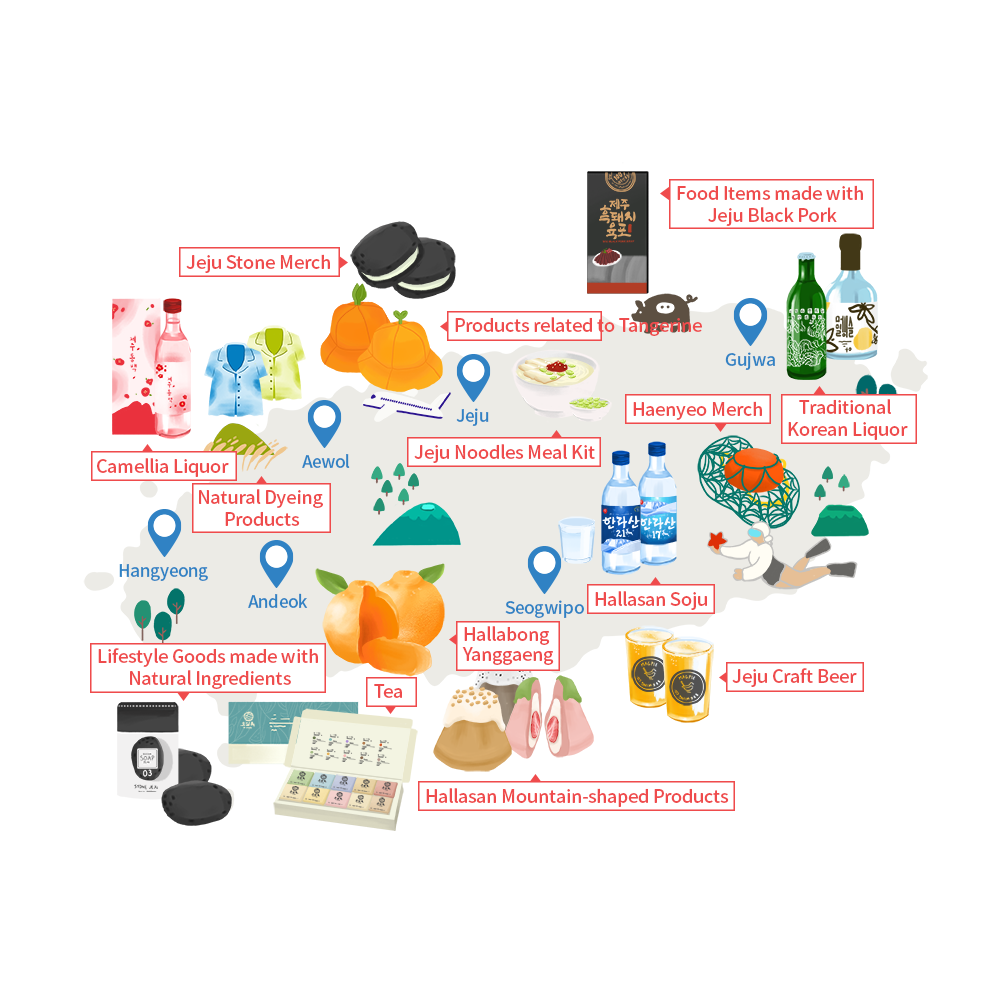 Food Items made with
Jeju Black Pork
제주
흑돼지
육포
Jeju Stone Merch
Products related to Tangerine
Gujwa
Jeju
Haenyeo Merch
Traditional
Korean Liquor
Camellia Liquor
Aewol
Jeju Noodles Meal Kit
Natural Dyeing
Products
한라산
21
한라산
17
Hangyeong
Andeok
Seogwipo
Hallasan Soju
Hallabong
Yanggaeng
Lifestyle Goods made with
Natural Ingredients
Tea
Jeju Craft Beer
SOAP
03
Hallasan Mountain-shaped Products